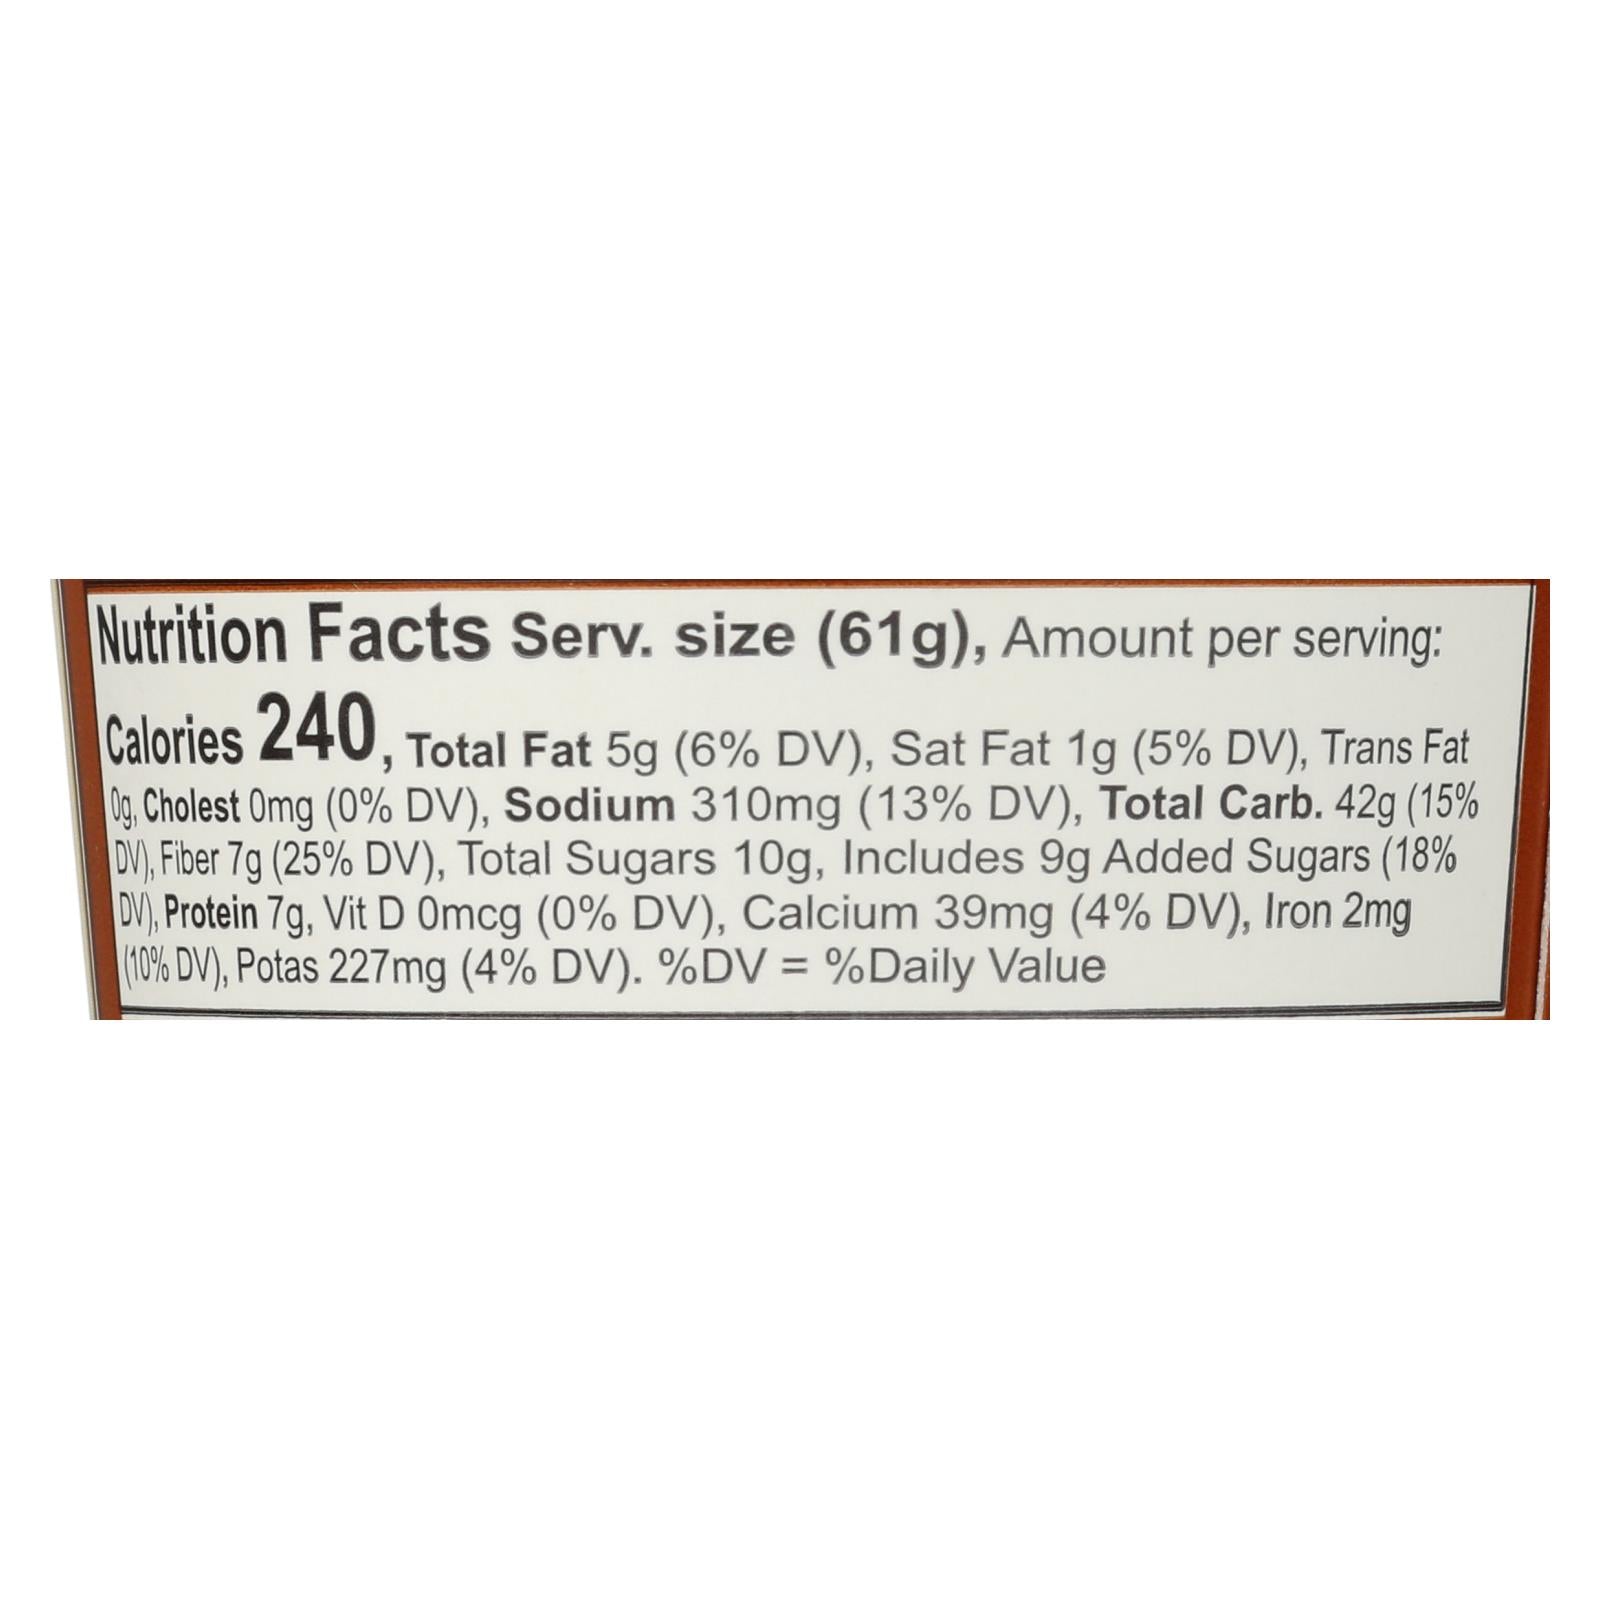 Nutrition Facts Serv. size (61g), Amount per serving:
Calories 240, Total Fat 5g (6% DV), Sat Fat 1g (5% DV), Trans Fat
0g, Cholest 0mg (0% DV), Sodium 310mg (13% DV), Total Carb. 42g (15%
DV), Fiber 7g (25% DV), Total Sugars 10g, Includes 9g Added Sugars (18%
DV), Protein 7g, Vit D 0mcg (0% DV), Calcium 39mg (4% DV), Iron 2mg
(10% DV), Potas 227mg (4% DV). %DV = %Daily Value